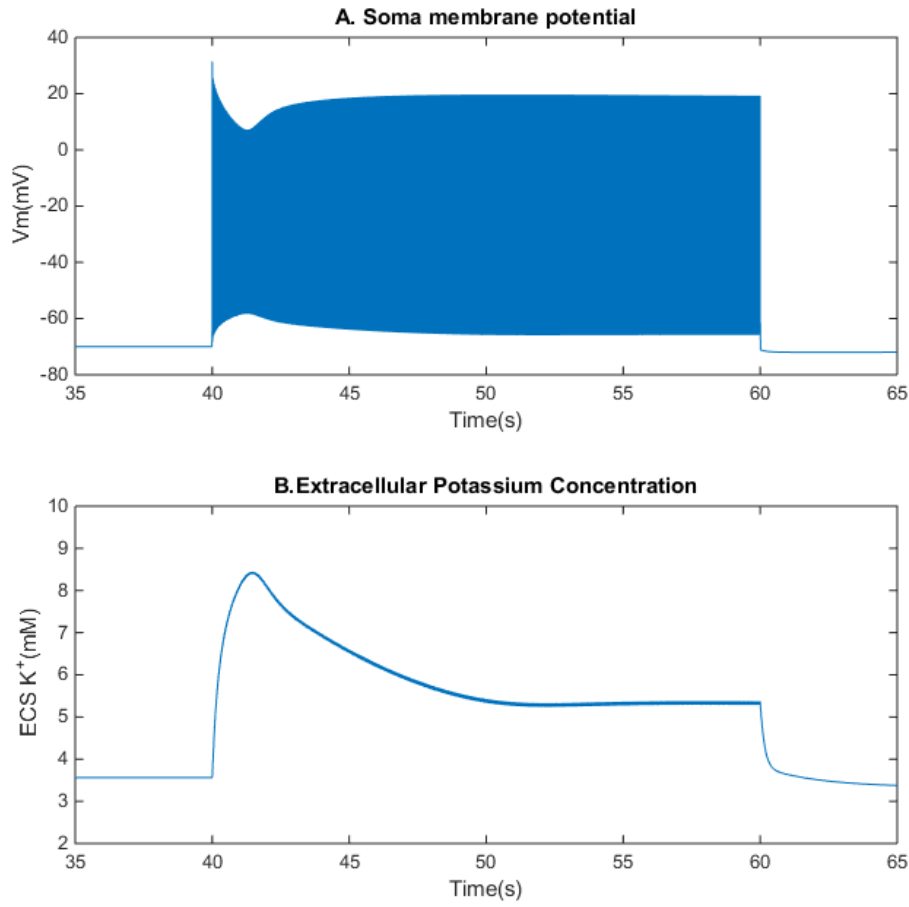 A. Soma membrane potential
40
20
0
-20
-40
-60
-80
Vm(mV)
35 40 45 50 55 60 65
Time(s)
B.Extracellular Potassium Concentration
10
9
8
7
6
5
4
3
2
ECS K+(mM)
35 40 45 50 55 60 65
Time(s)